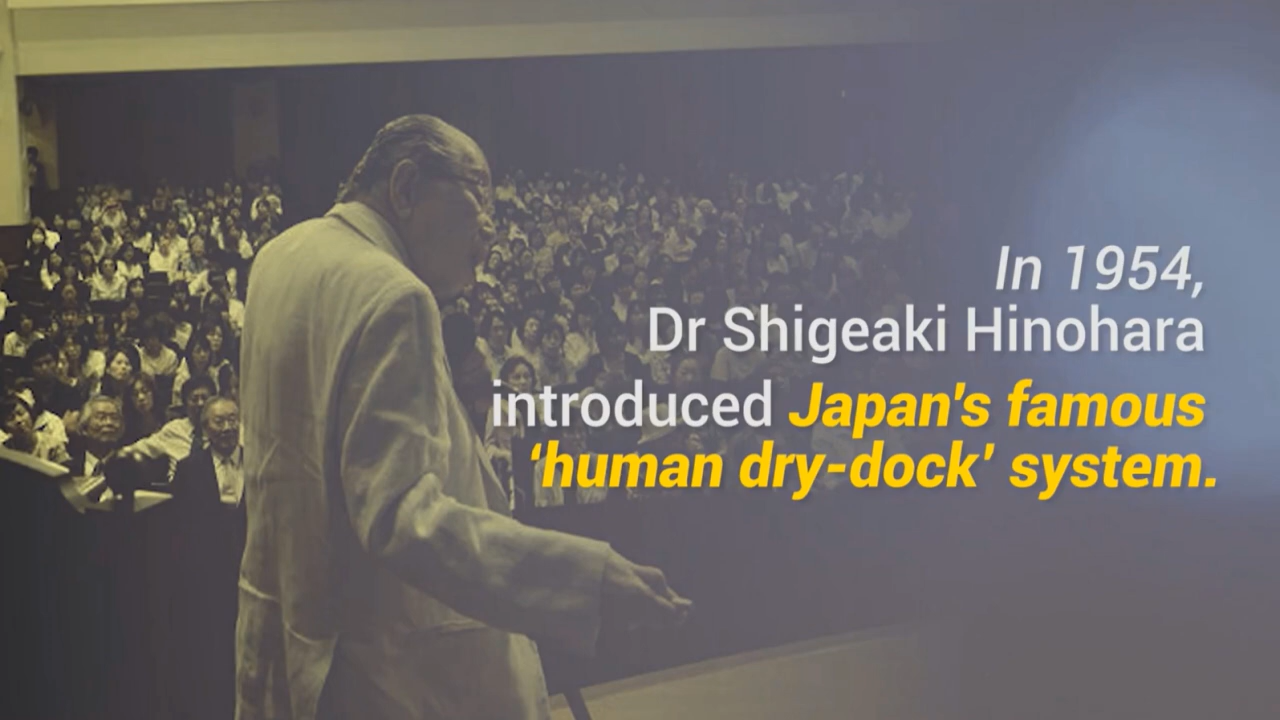 In 1954,
Dr Shigeaki Hinohara
introduced Japan's famous
‘human dry-dock’ system.